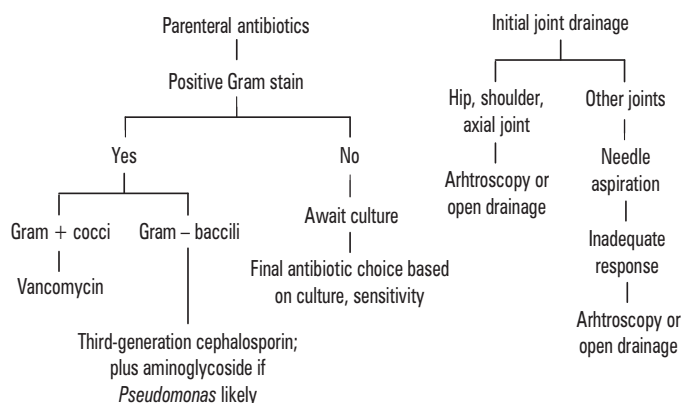 Parenteral antibiotics
Positive Gram stain
Yes
No
Gram + cocci
Gram – baccili
Vancomycin
Third-generation cephalosporin;
plus aminoglycoside if
Pseudomonas likely
Await culture
Final antibiotic choice based
on culture, sensitivity
Initial joint drainage
Hip, shoulder,
axial joint
Arhtroscopy or
open drainage
Other joints
Needle
aspiration
Inadequate
response
Arhtroscopy or
open drainage